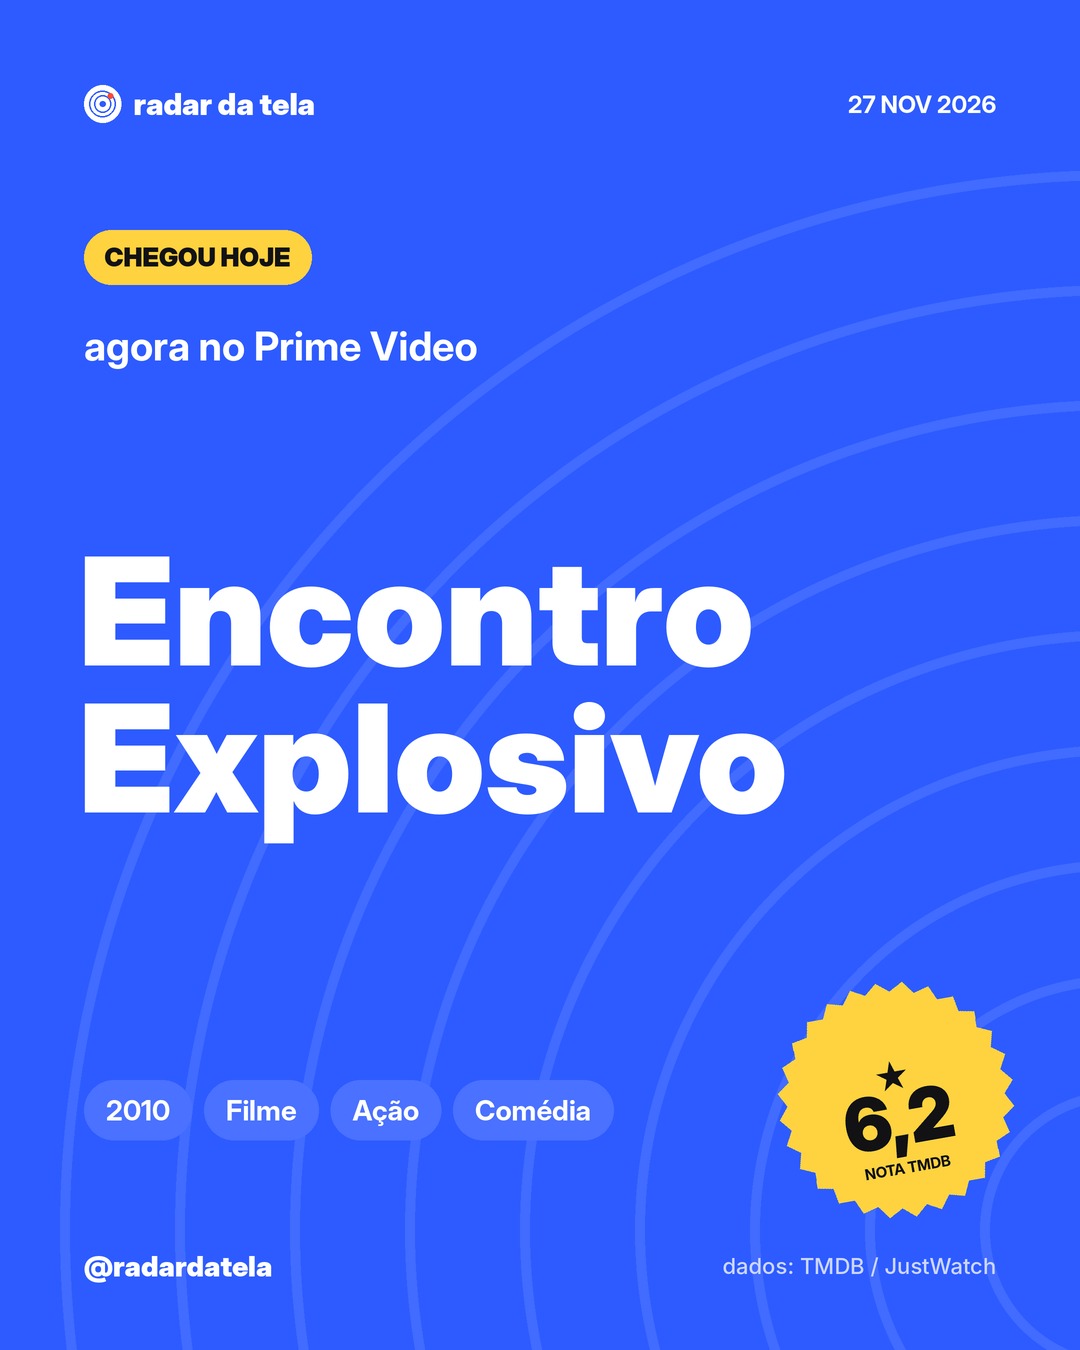 radar da tela
27 NOV 2026
CHEGOU HOJE
agora no Prime Video
Encontro
Explosivo
2010
Filme
Ação
Comédia
★
6,2
NOTA TMDB
@radardatela
dados: TMDB / JustWatch